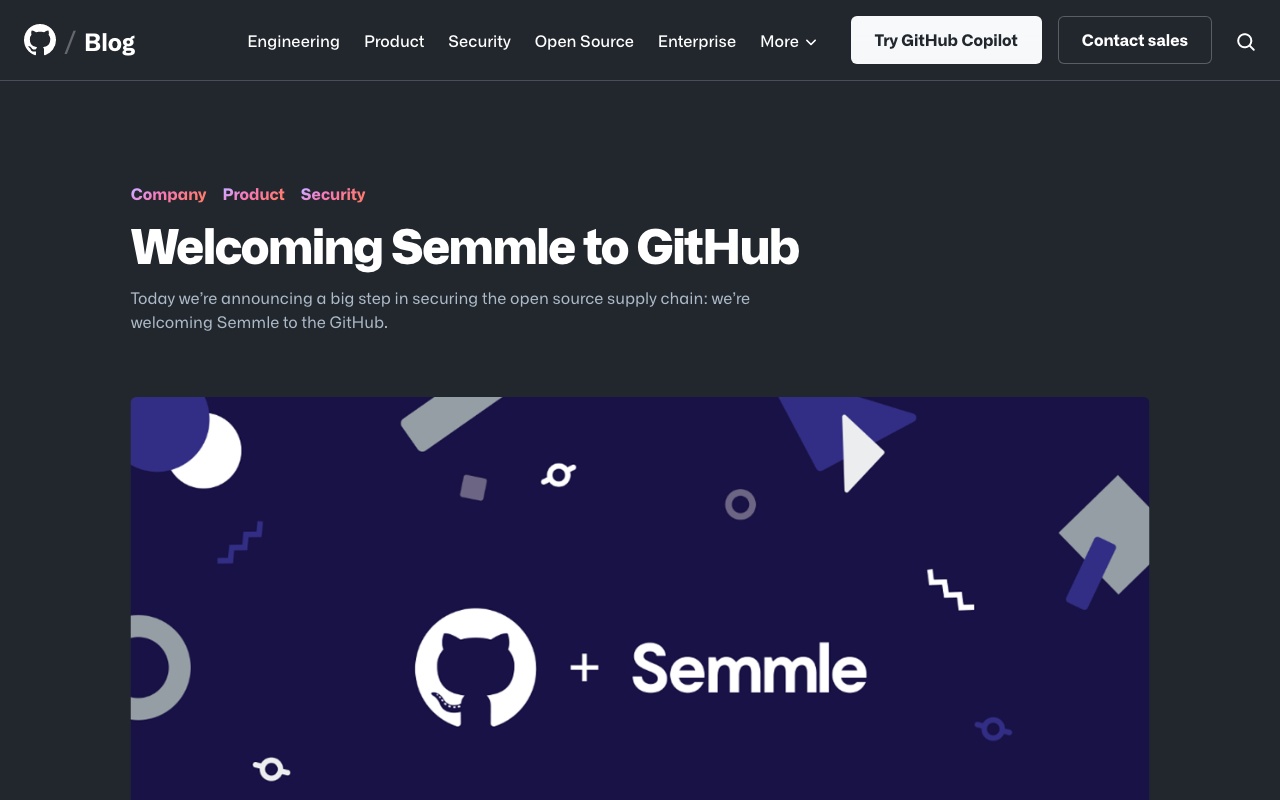 / Blog
Engineering Product Security Open Source Enterprise More Try GitHub Copilot Contact sales
Company Product Security
Welcoming Semmle to GitHub
Today we’re announcing a big step in securing the open source supply chain: we’re
welcoming Semmle to the GitHub.
+ Semmle